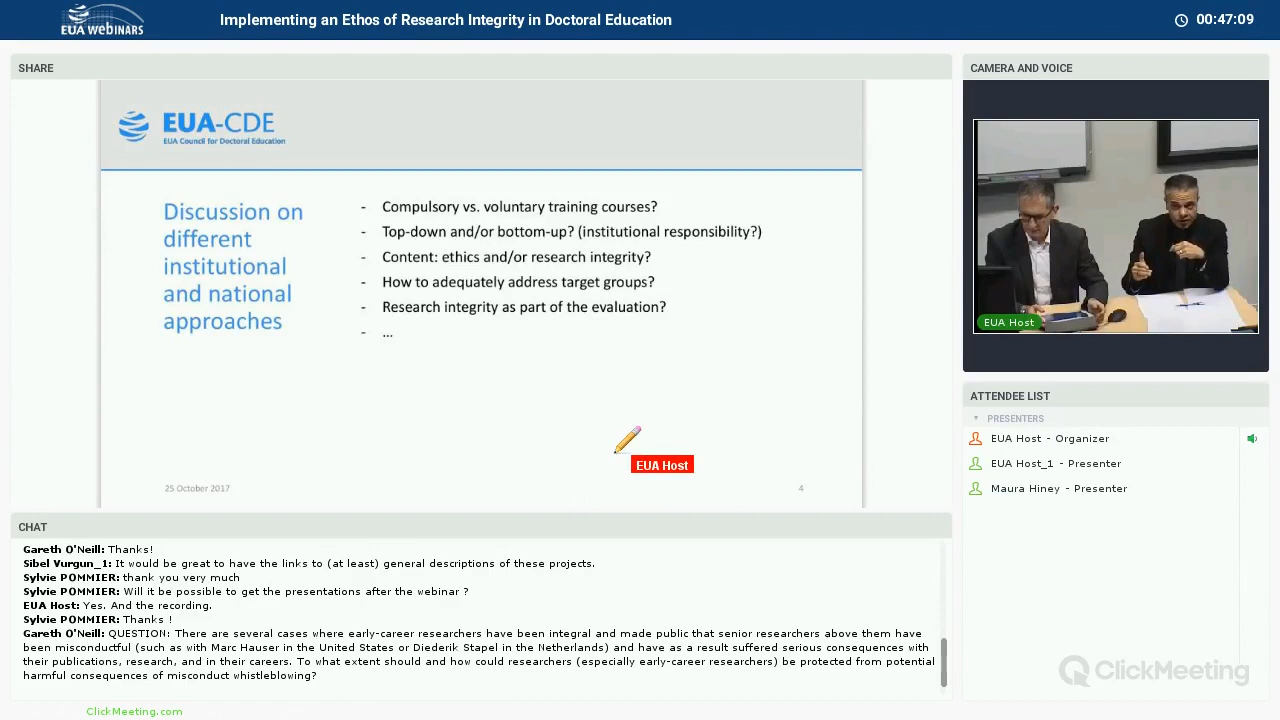 EUA WEBINARS
Implementing an Ethos of Research Integrity in Doctoral Education
00:47:09
SHARE
EUA-CDE
EUA Council for Doctoral Education
Discussion on
different
institutional
and national
approaches
- Compulsory vs. voluntary training courses?
- Top-down and/or bottom-up? (institutional responsibility?)
- Content: ethics and/or research integrity?
- How to adequately address target groups?
- Research integrity as part of the evaluation?
- ...
EUA Host
25 October 2017
4
CAMERA AND VOICE
EUA Host
ATTENDEE LIST
PRESENTERS
EUA Host - Organizer
EUA Host_1 - Presenter
Maura Hiney - Presenter
CHAT
Gareth O'Neill: Thanks!
Sibel Vurgun_1: It would be great to have the links to (at least) general descriptions of these projects.
Sylvie POMMIER: thank you very much
Sylvie POMMIER: Will it be possible to get the presentations after the webinar ?
EUA Host: Yes. And the recording.
Sylvie POMMIER: Thanks !
Gareth O'Neill: QUESTION: There are several cases where early-career researchers have been integral and made public that senior researchers above them have
been misconductful (such as with Marc Hauser in the United States or Diederik Stapel in the Netherlands) and have as a result suffered serious consequences with
their publications, research, and in their careers. To what extent should and how could researchers (especially early-career researchers) be protected from potential
harmful consequences of misconduct whistleblowing?
ClickMeeting
ClickMeeting.com